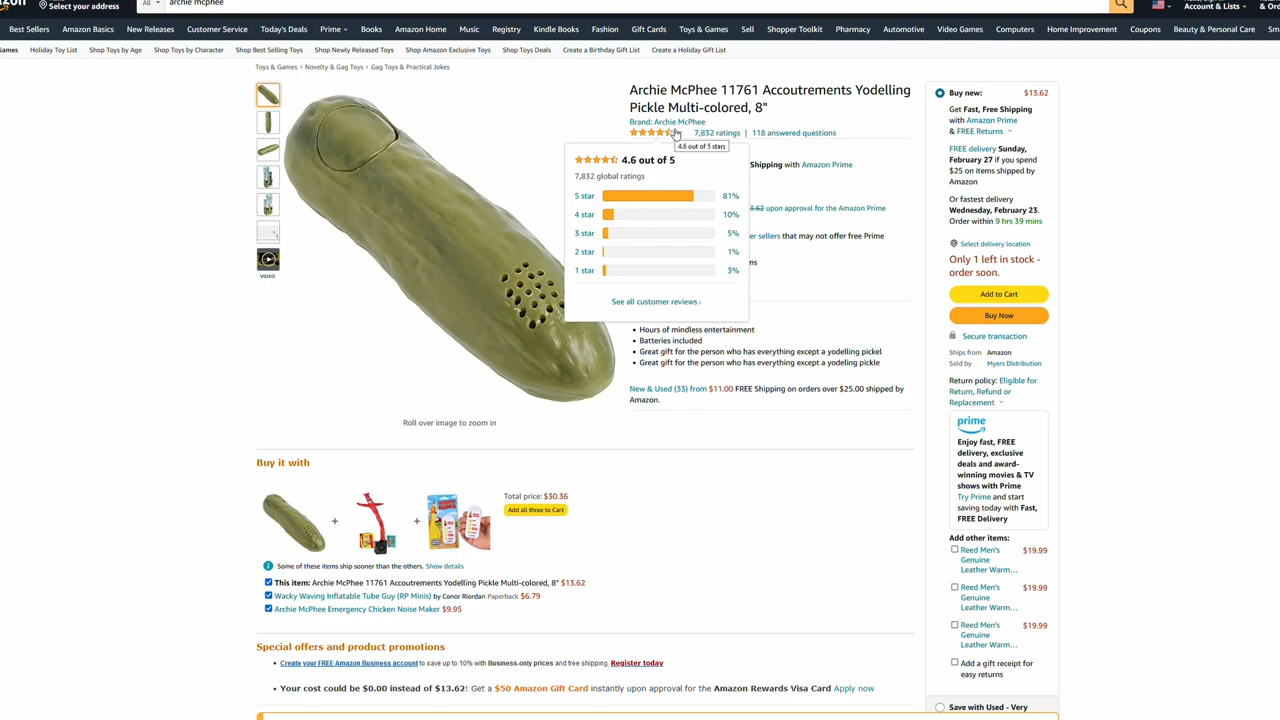 Select your address
All
archie mcphee
Account & Lists
Best Sellers Amazon Basics New Releases Customer Service Today's Deals Prime Books Amazon Home Music Registry Kindle Books Fashion Gift Cards Toys & Games Sell Shopper Toolkit Pharmacy Automotive Video Games Computers Home Improvement Coupons Beauty & Personal Care
Games Holiday Toy List Shop Toys by Age Shop Toys by Character Shop Best Selling Toys Shop Newly Released Toys Shop Amazon Exclusive Toys Shop Toys Deals Create a Birthday Gift List Create a Holiday Gift List
Toys & Games › Novelty & Gag Toys › Gag Toys & Practical Jokes
VIDEO
Roll over image to zoom in
Archie McPhee 11761 Accoutrements Yodelling
Pickle Multi-colored, 8"
Brand: Archie McPhee
7,832 ratings | 118 answered questions
4.6 out of 5 stars
4.6 out of 5
7,832 global ratings
5 star 81%
4 star 10%
3 star 5%
2 star 1%
1 star 3%
See all customer reviews ›
Shipping with Amazon Prime
upon approval for the Amazon Prime
sellers that may not offer free Prime
• Hours of mindless entertainment
• Batteries included
• Great gift for the person who has everything except a yodelling pickel
• Great gift for the person who has everything except a yodelling pickle
New & Used (33) from $11.00 FREE Shipping on orders over $25.00 shipped by
Amazon.
Buy new: $13.62
Get Fast, Free Shipping
with Amazon Prime
& FREE Returns
FREE delivery Sunday,
February 27 if you spend
$25 on items shipped by
Amazon
Or fastest delivery
Wednesday, February 23.
Order within 9 hrs 39 mins
Select delivery location
Only 1 left in stock -
order soon.
Add to Cart
Buy Now
Secure transaction
Ships from Amazon
Sold by Myers Distribution
Return policy: Eligible for
Return, Refund or
Replacement
prime
Enjoy fast, FREE
delivery, exclusive
deals and award-
winning movies & TV
shows with Prime
Try Prime and start
saving today with Fast,
FREE Delivery
Add other items:
Reed Men's $19.99
Genuine
Leather Warm...
Reed Men's $19.99
Genuine
Leather Warm...
Reed Men's $19.99
Genuine
Leather Warm...
Add a gift receipt for
easy returns
Save with Used - Very
Buy it with
+ +
Total price: $30.36
Add all three to Cart
Some of these items ship sooner than the others. Show details
This item: Archie McPhee 11761 Accoutrements Yodelling Pickle Multi-colored, 8" $13.62
Wacky Waving Inflatable Tube Guy (RP Minis) by Conor Riordan Paperback $6.79
Archie McPhee Emergency Chicken Noise Maker $9.95
Special offers and product promotions
• Create your FREE Amazon Business account to save up to 10% with Business-only prices and free shipping. Register today
• Your cost could be $0.00 instead of $13.62! Get a $50 Amazon Gift Card instantly upon approval for the Amazon Rewards Visa Card Apply now